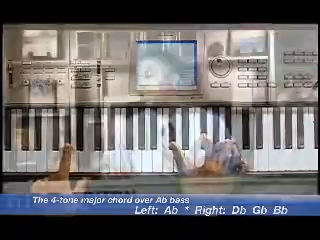 The 4-tone major chord over Ab bass
Left: Ab * Right: Db Gb Bb